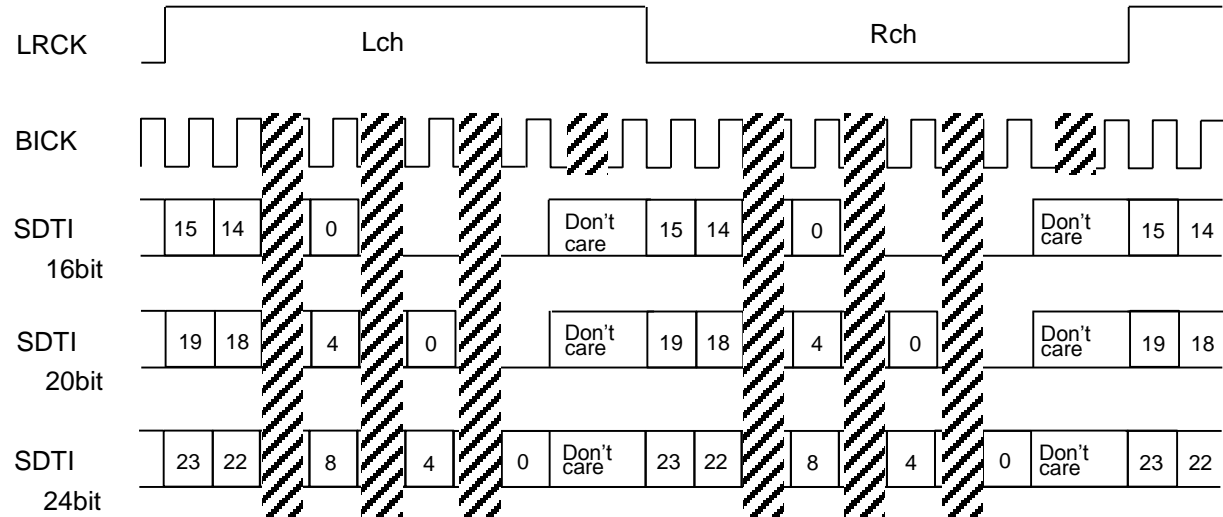 LRCK Lch Rch
BICK
SDTI 15 14 0 Don't care 15 14 0 Don't care 15 14
16bit
SDTI 19 18 4 0 Don't care 19 18 4 0 Don't care 19 18
20bit
SDTI 23 22 8 4 0 Don't care 23 22 8 4 0 Don't care 23 22
24bit